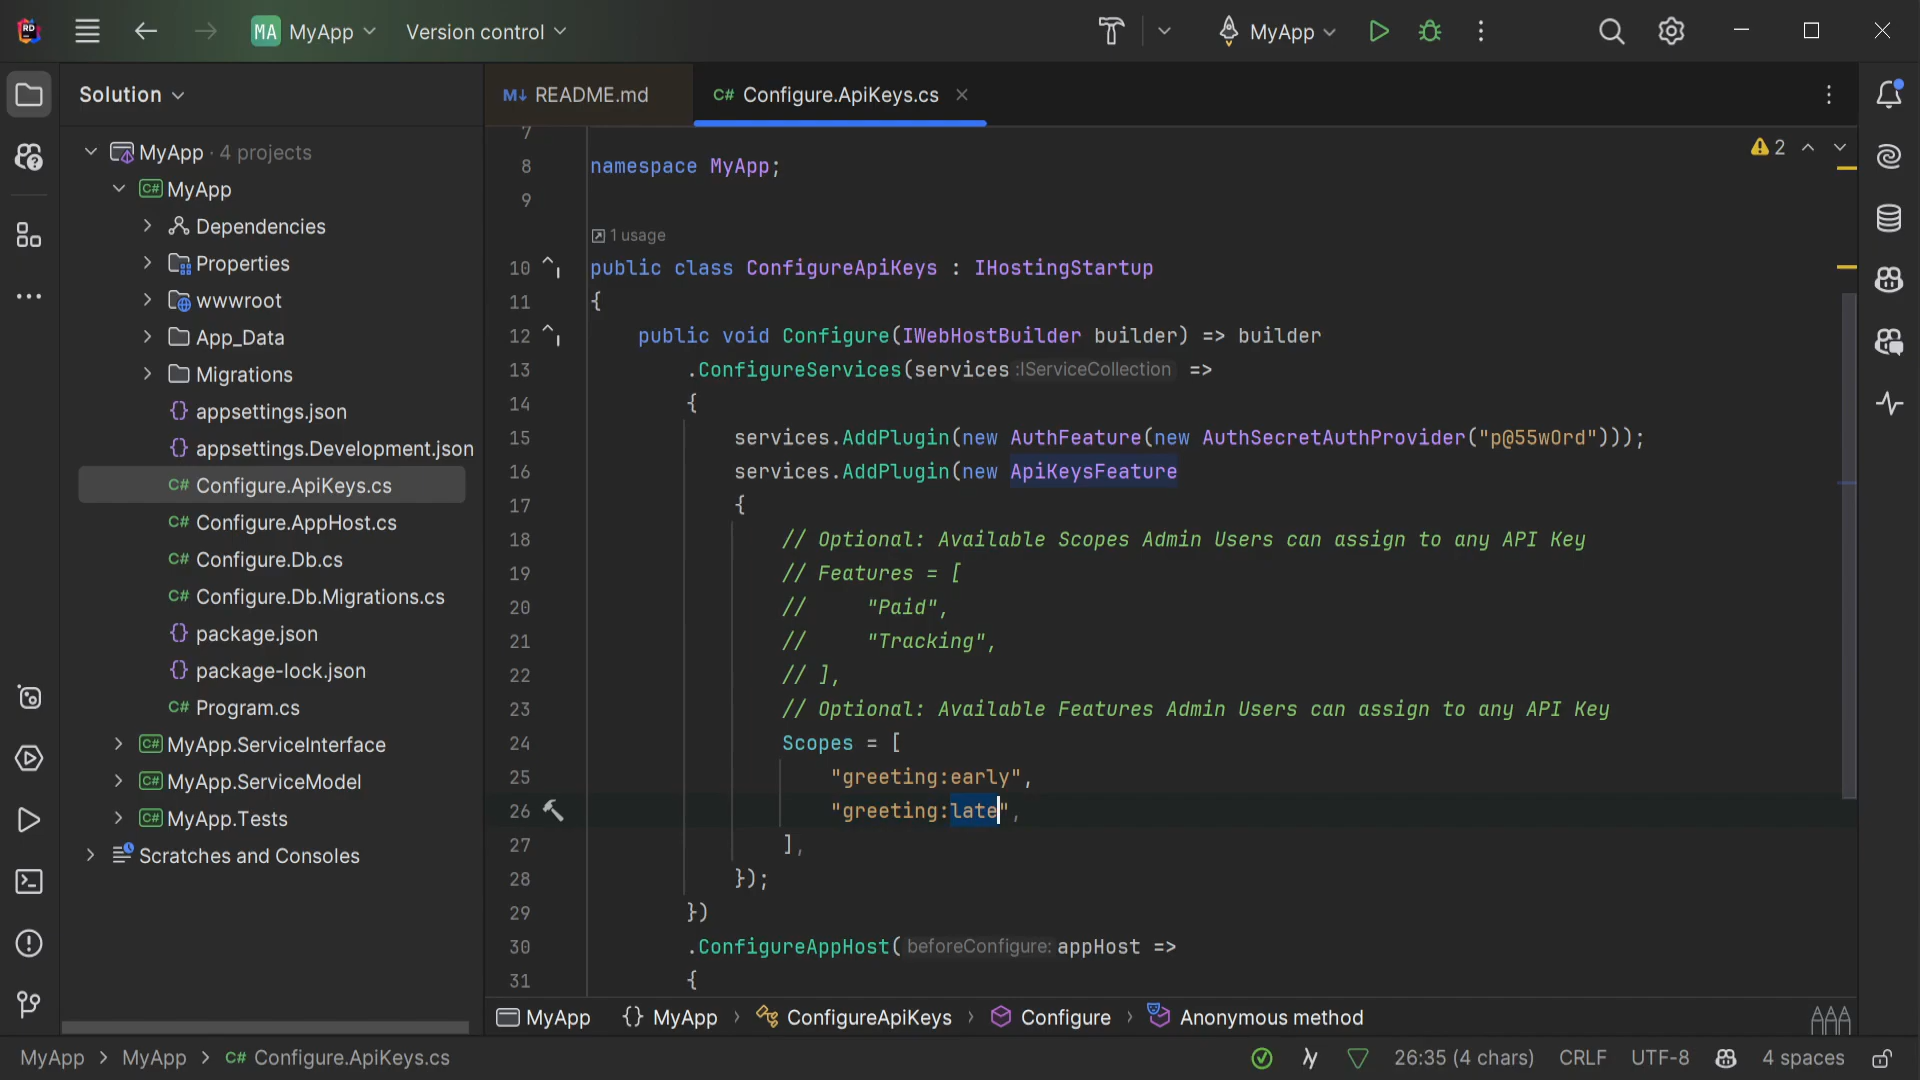 MA MyApp Version control MyApp
Solution
README.md
C# Configure.ApiKeys.cs
MyApp · 4 projects
C# MyApp
Dependencies
Properties
wwwroot
App_Data
Migrations
{} appsettings.json
{} appsettings.Development.json
C# Configure.ApiKeys.cs
C# Configure.AppHost.cs
C# Configure.Db.cs
C# Configure.Db.Migrations.cs
{} package.json
{} package-lock.json
C# Program.cs
C# MyApp.ServiceInterface
C# MyApp.ServiceModel
C# MyApp.Tests
Scratches and Consoles
2
7
8 namespace MyApp;
9
1 usage
10 public class ConfigureApiKeys : IHostingStartup
11 {
12 public void Configure(IWebHostBuilder builder) => builder
13 .ConfigureServices(services :IServiceCollection =>
14 {
15 services.AddPlugin(new AuthFeature(new AuthSecretAuthProvider("p@55wOrd")));
16 services.AddPlugin(new ApiKeysFeature
17 {
18 // Optional: Available Scopes Admin Users can assign to any API Key
19 // Features = [
20 // "Paid",
21 // "Tracking",
22 // ],
23 // Optional: Available Features Admin Users can assign to any API Key
24 Scopes = [
25 "greeting:early",
26 "greeting:late",
27 ],
28 });
29 })
30 .ConfigureAppHost( beforeConfigure: appHost =>
31 {
MyApp {} MyApp › ConfigureApiKeys › Configure › Anonymous method
MyApp > MyApp > C# Configure.ApiKeys.cs
26:35 (4 chars) CRLF UTF-8 4 spaces